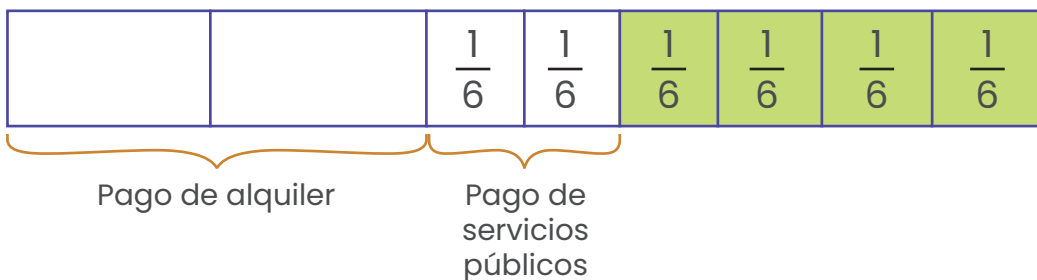 1/6 1/6 1/6 1/6 1/6 1/6
Pago de alquiler
Pago de
servicios
públicos